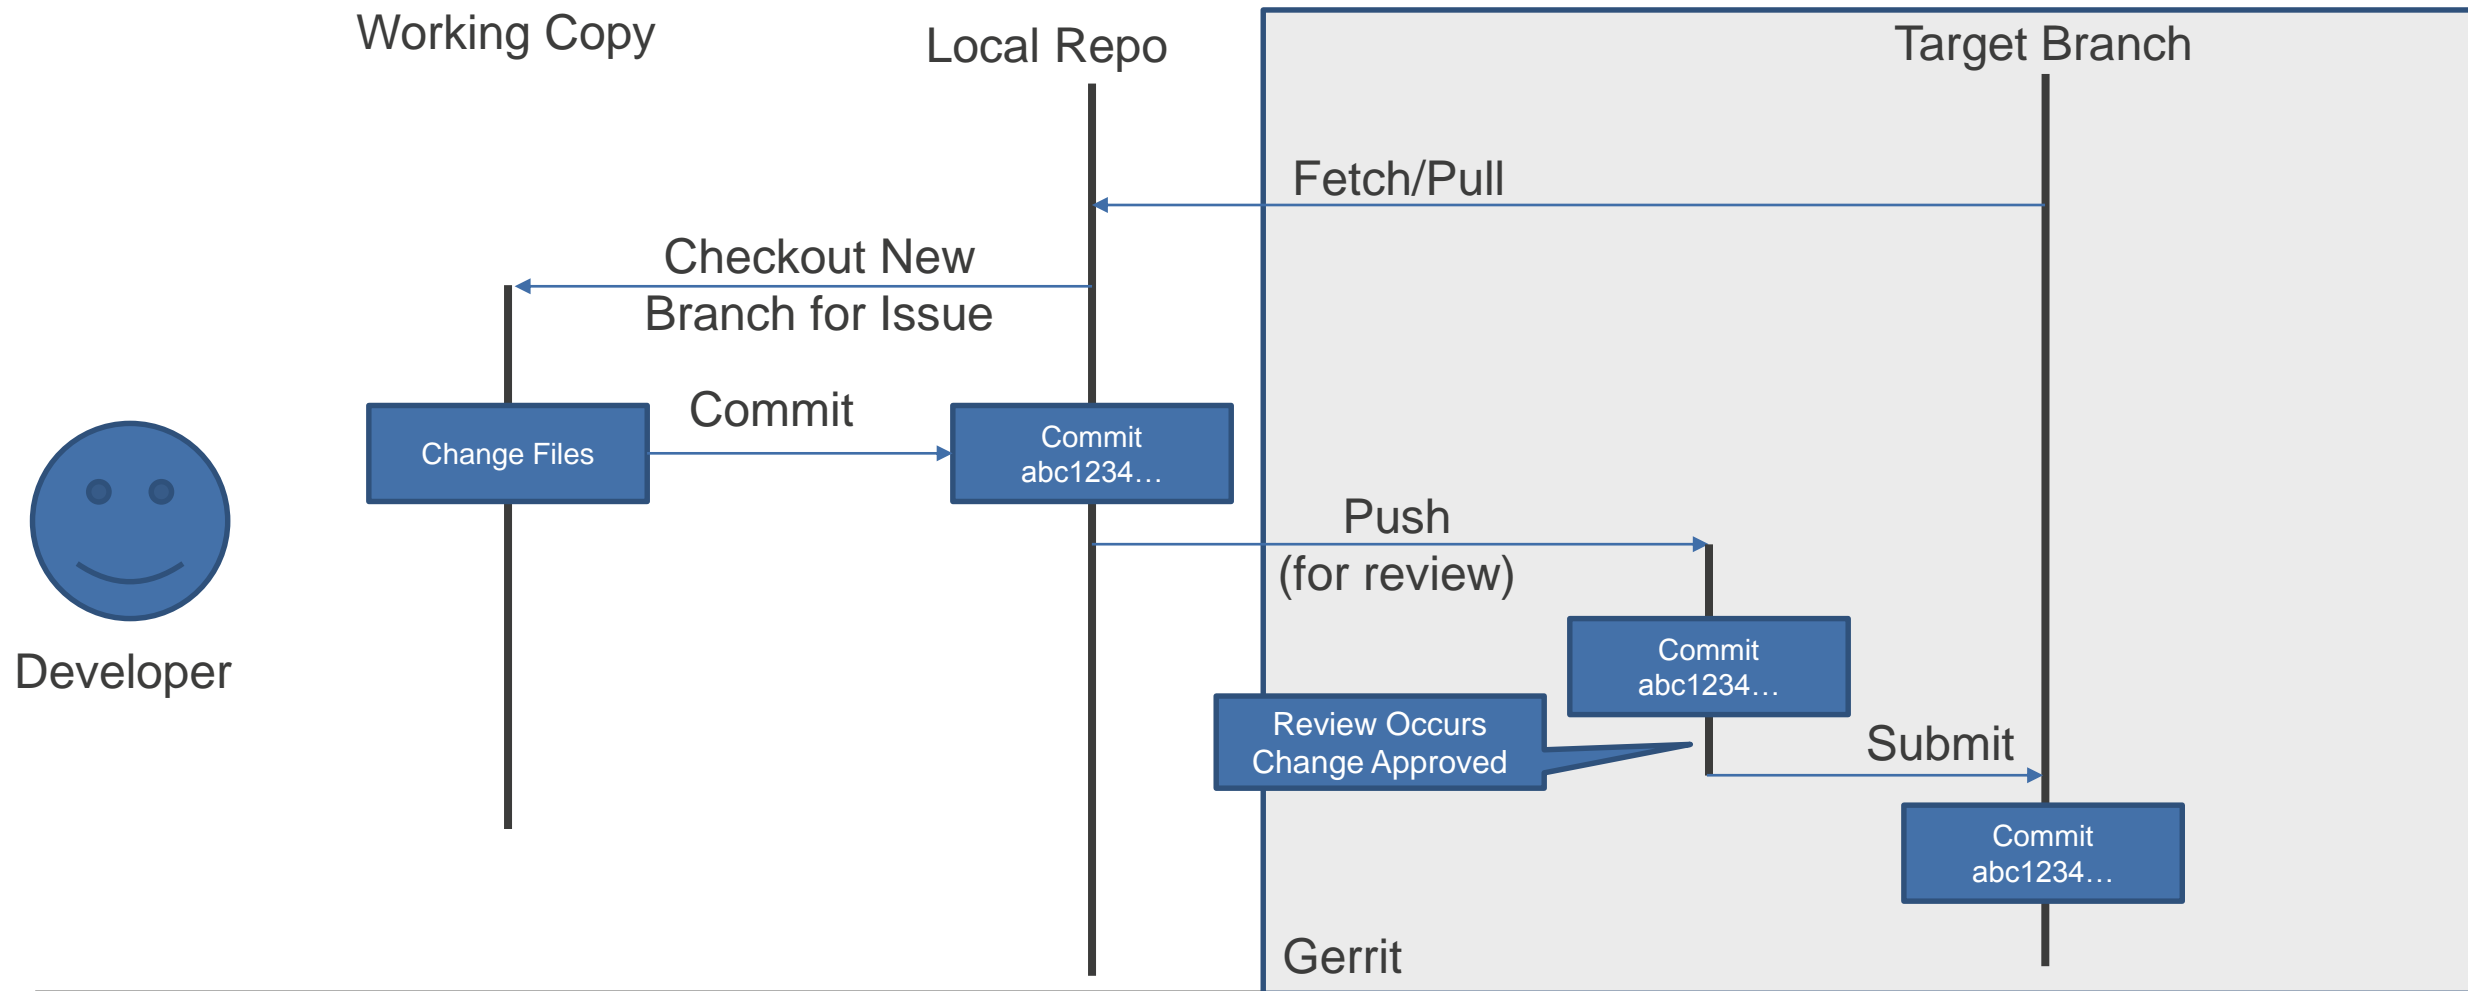 Working Copy
Local Repo
Target Branch
Fetch/Pull
Checkout New
Branch for Issue
Commit
Change Files
Commit
abc1234…
Push
(for review)
Developer
Commit
abc1234…
Review Occurs
Change Approved
Submit
Commit
abc1234…
Gerrit